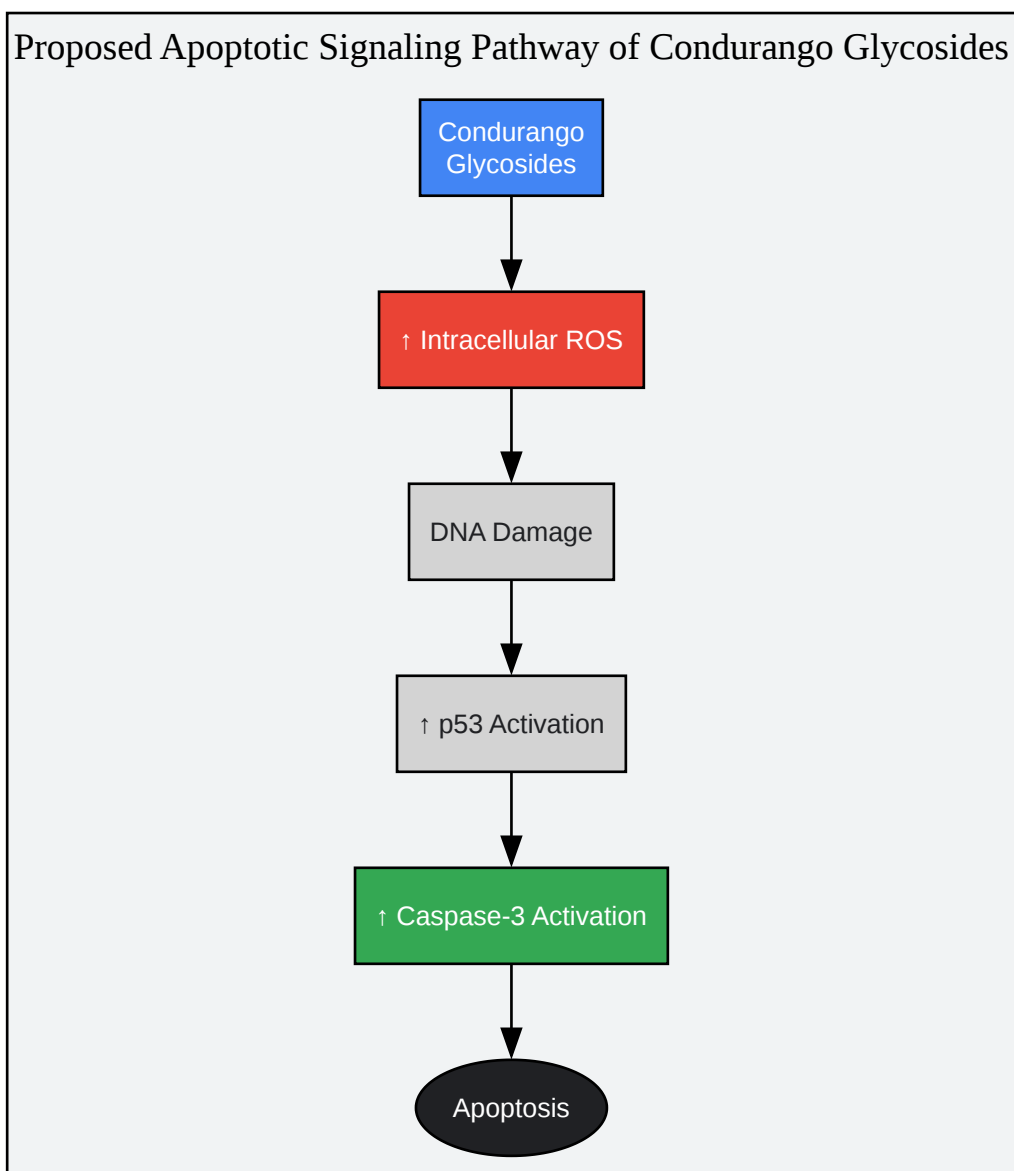 Proposed Apoptotic Signaling Pathway of Condurango Glycosides
Condurango
Glycosides
↑ Intracellular ROS
DNA Damage
↑ p53 Activation
↑ Caspase-3 Activation
Apoptosis